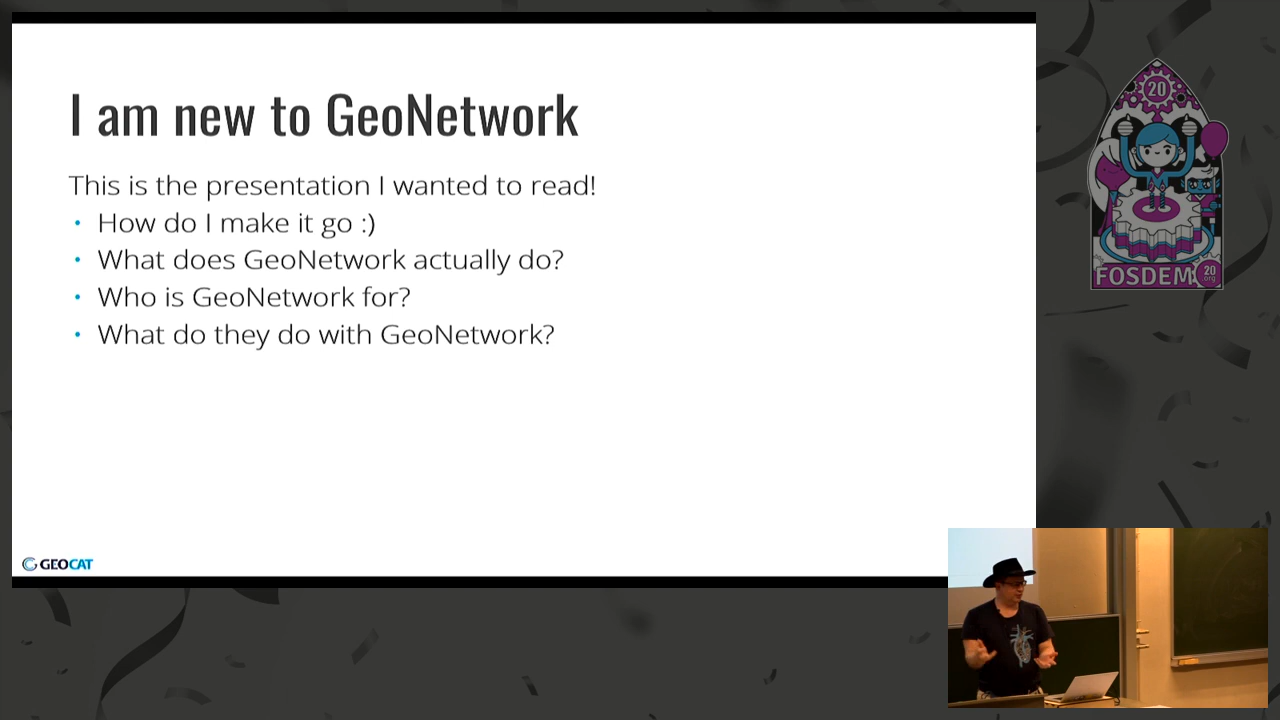 I am new to GeoNetwork
This is the presentation I wanted to read!
• How do I make it go :)
• What does GeoNetwork actually do?
• Who is GeoNetwork for?
• What do they do with GeoNetwork?
GEOCAT
20
FOSDEM
20
.org